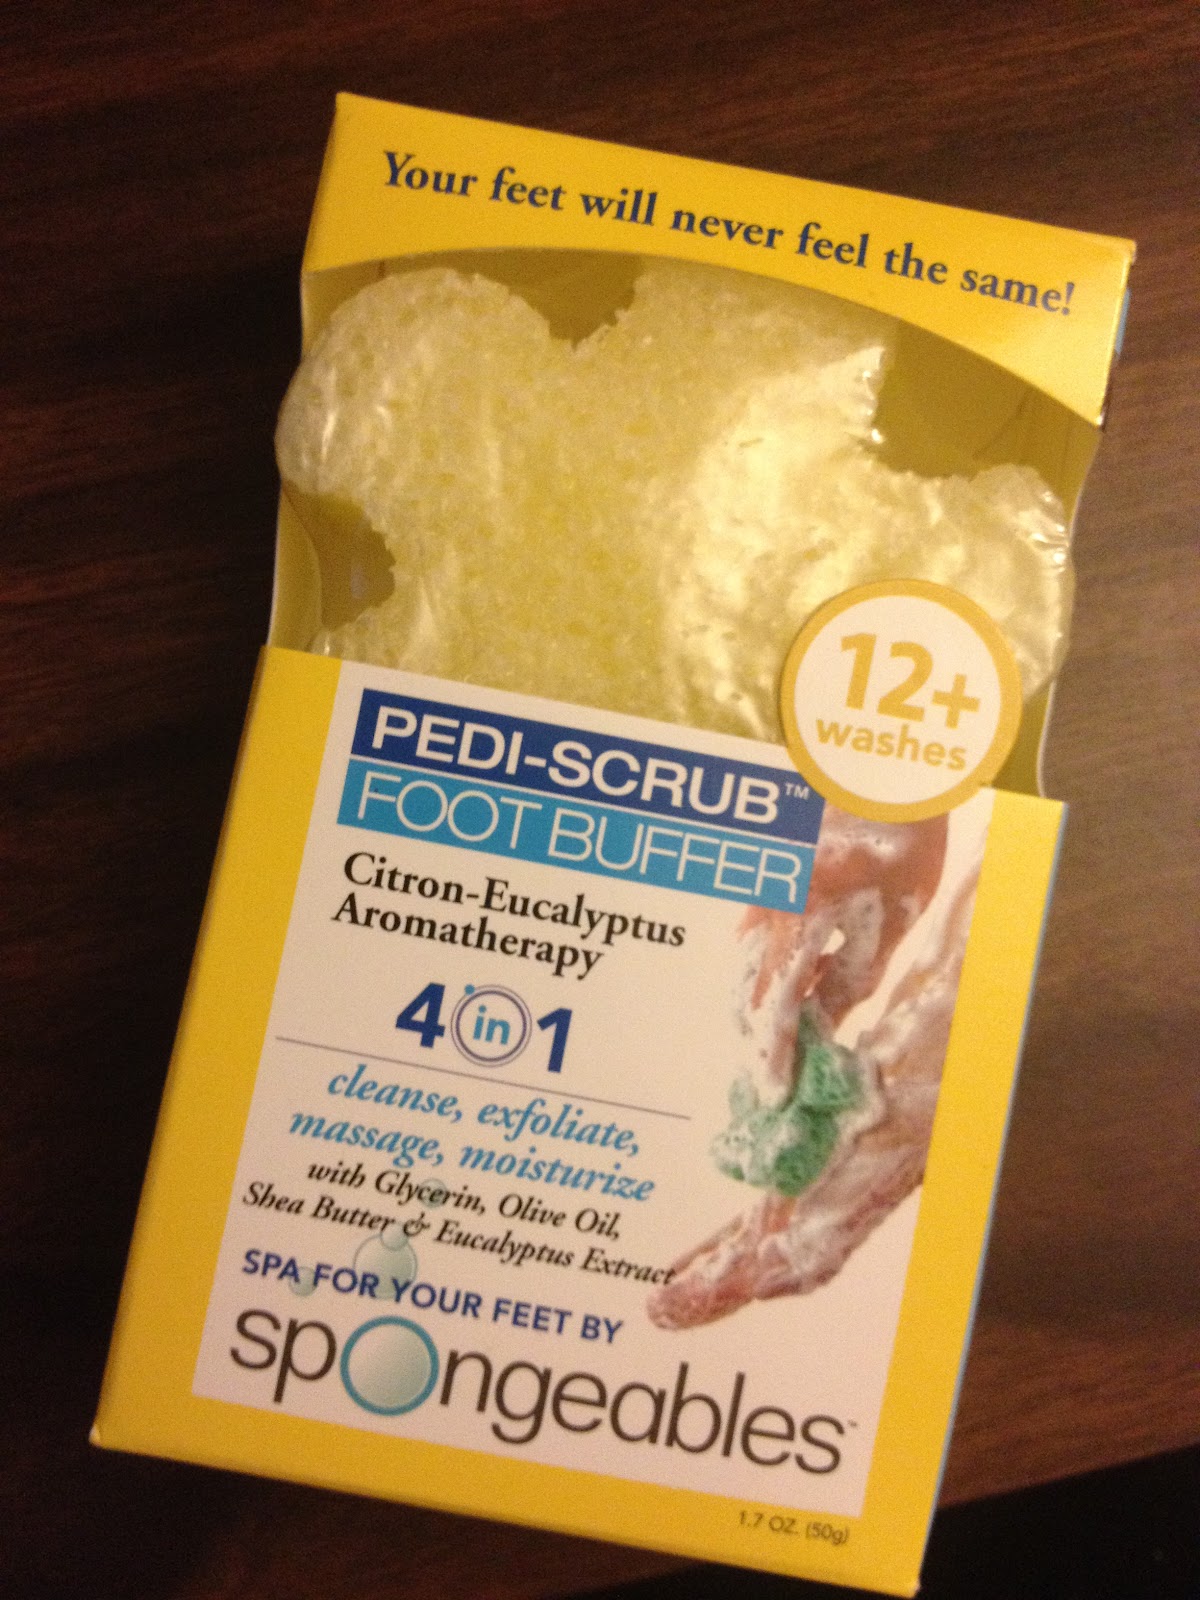 Your feet will never feel the same!
12+
washes
PEDI-SCRUB™
FOOT BUFFER
Citron-Eucalyptus
Aromatherapy
4 in 1
cleanse, exfoliate,
massage, moisturize
with Glycerin, Olive Oil,
Shea Butter & Eucalyptus Extract
SPA FOR YOUR FEET BY
spongeables™
1.7 OZ. (50g)